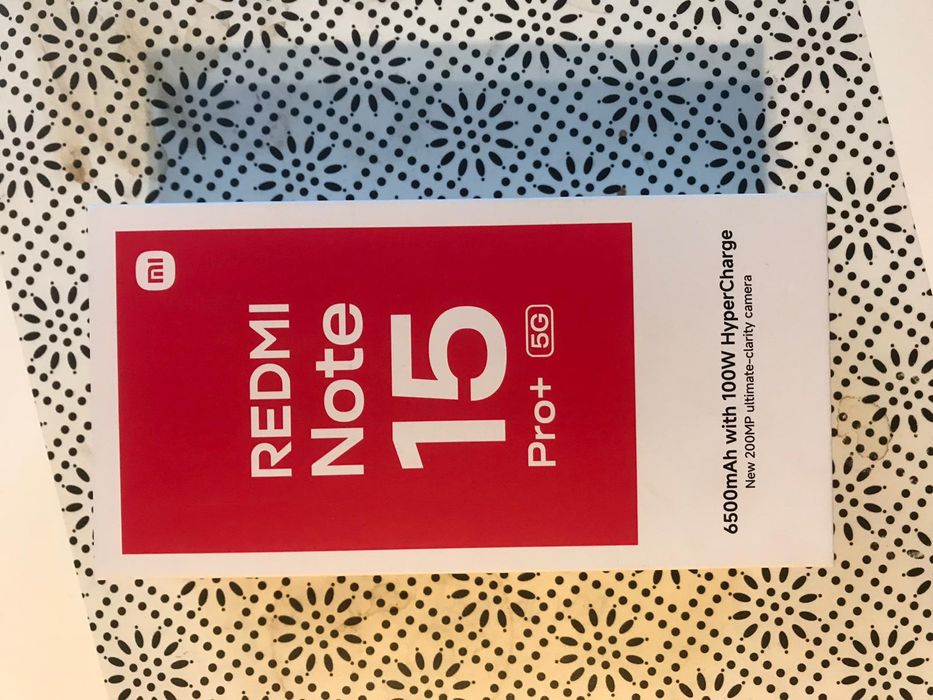 mi
REDMI
Note
15
Pro+ 5G
6500mAh with 100W HyperCharge
New 200MP ultimate-clarity camera